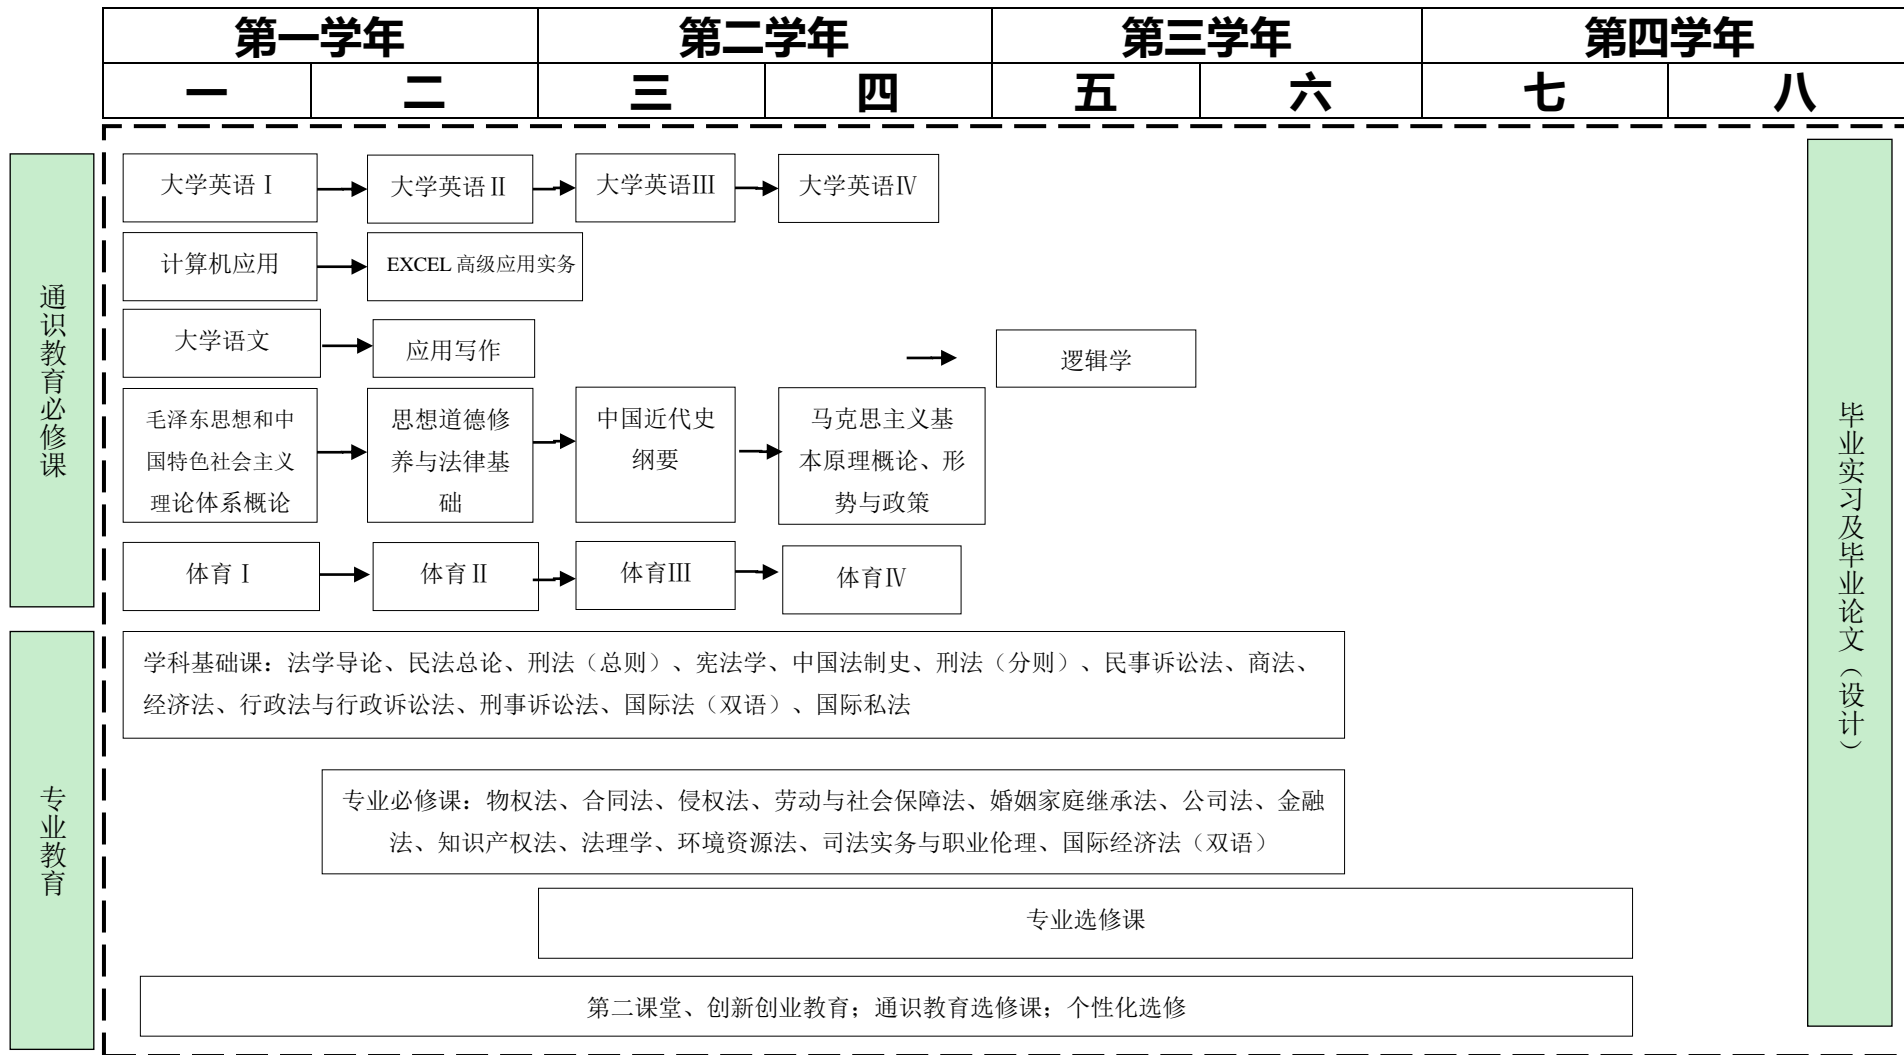 第一学年
第二学年
第三学年
第四学年
一
二
三
四
五
六
七
八
通识教育必修课
大学英语Ⅰ
大学英语Ⅱ
大学英语Ⅲ
大学英语Ⅳ
计算机应用
EXCEL 高级应用实务
大学语文
应用写作
逻辑学
毛泽东思想和中
国特色社会主义
理论体系概论
思想道德修
养与法律基
础
中国近代史
纲要
马克思主义基
本原理概论、形
势与政策
体育Ⅰ
体育Ⅱ
体育Ⅲ
体育Ⅳ
专业教育
学科基础课：法学导论、民法总论、刑法（总则）、宪法学、中国法制史、刑法（分则）、民事诉讼法、商法、
经济法、行政法与行政诉讼法、刑事诉讼法、国际法（双语）、国际私法
专业必修课：物权法、合同法、侵权法、劳动与社会保障法、婚姻家庭继承法、公司法、金融
法、知识产权法、法理学、环境资源法、司法实务与职业伦理、国际经济法（双语）
专业选修课
第二课堂、创新创业教育；通识教育选修课；个性化选修
毕业实习及毕业论文（设计）